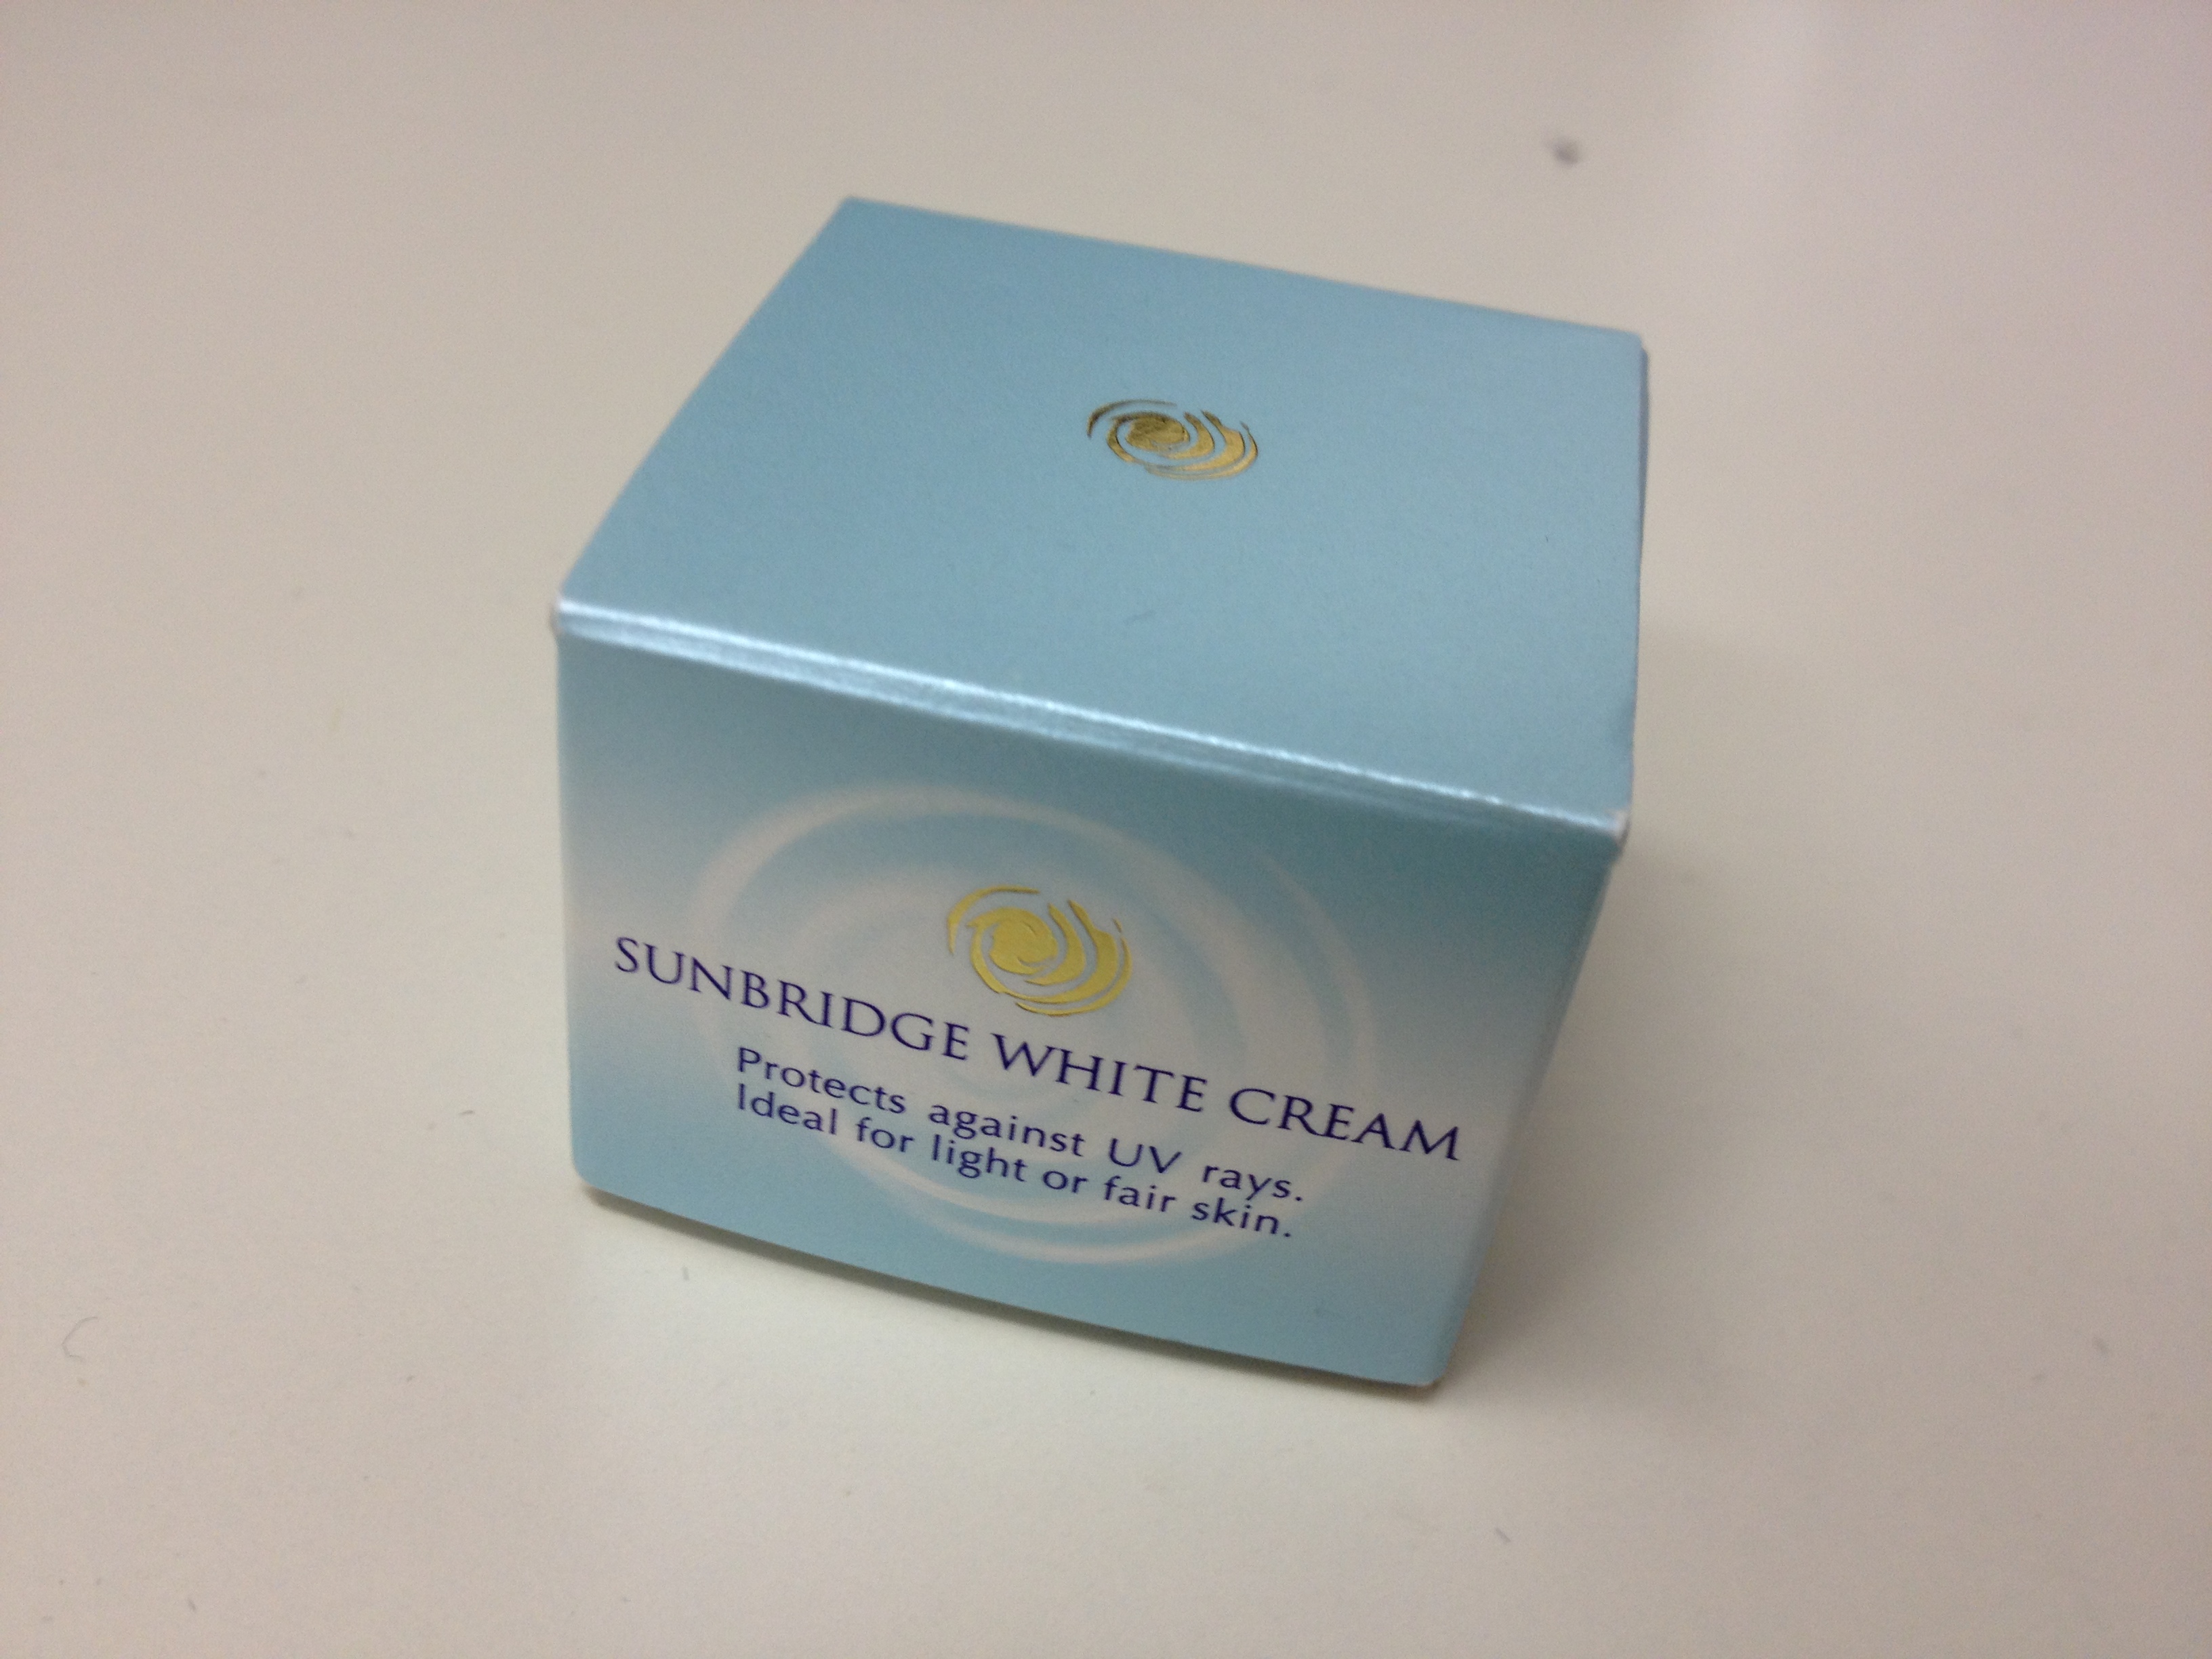 SUNBRIDGE WHITE CREAM
Protects against UV rays.
Ideal for light or fair skin.